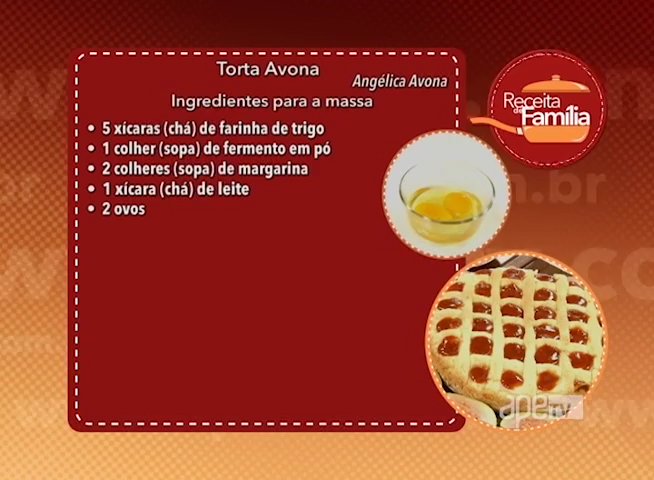 Torta Avona
Angélica Avona
Ingredientes para a massa
• 5 xícaras (chá) de farinha de trigo
• 1 colher (sopa) de fermento em pó
• 2 colheres (sopa) de margarina
• 1 xícara (chá) de leite
• 2 ovos
Receita
da Família
apeTV